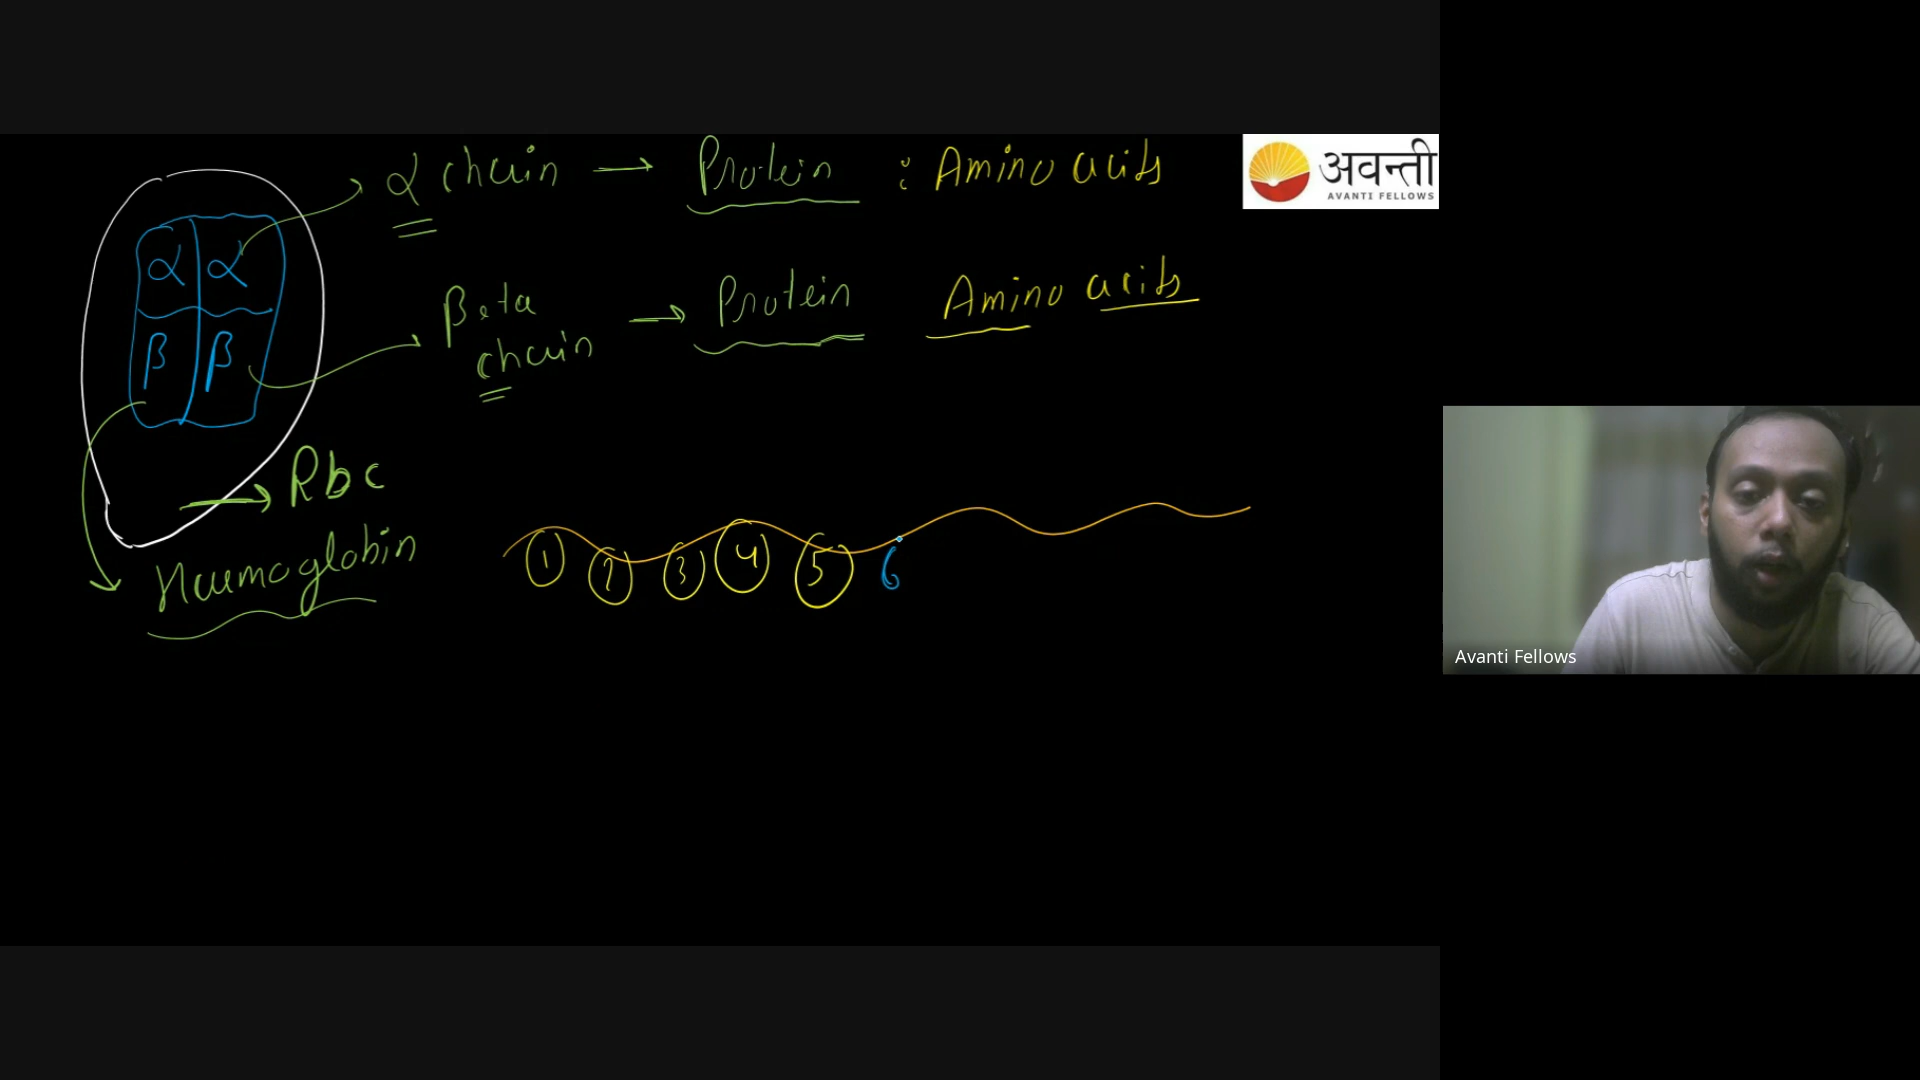 α chain → Protein : Amino acids
अवन्ती
AVANTI FELLOWS
α α
β β
Beta chain → Protein Amino acids
→ Rbc
Haemoglobin
1 2 3 4 5 6
Avanti Fellows